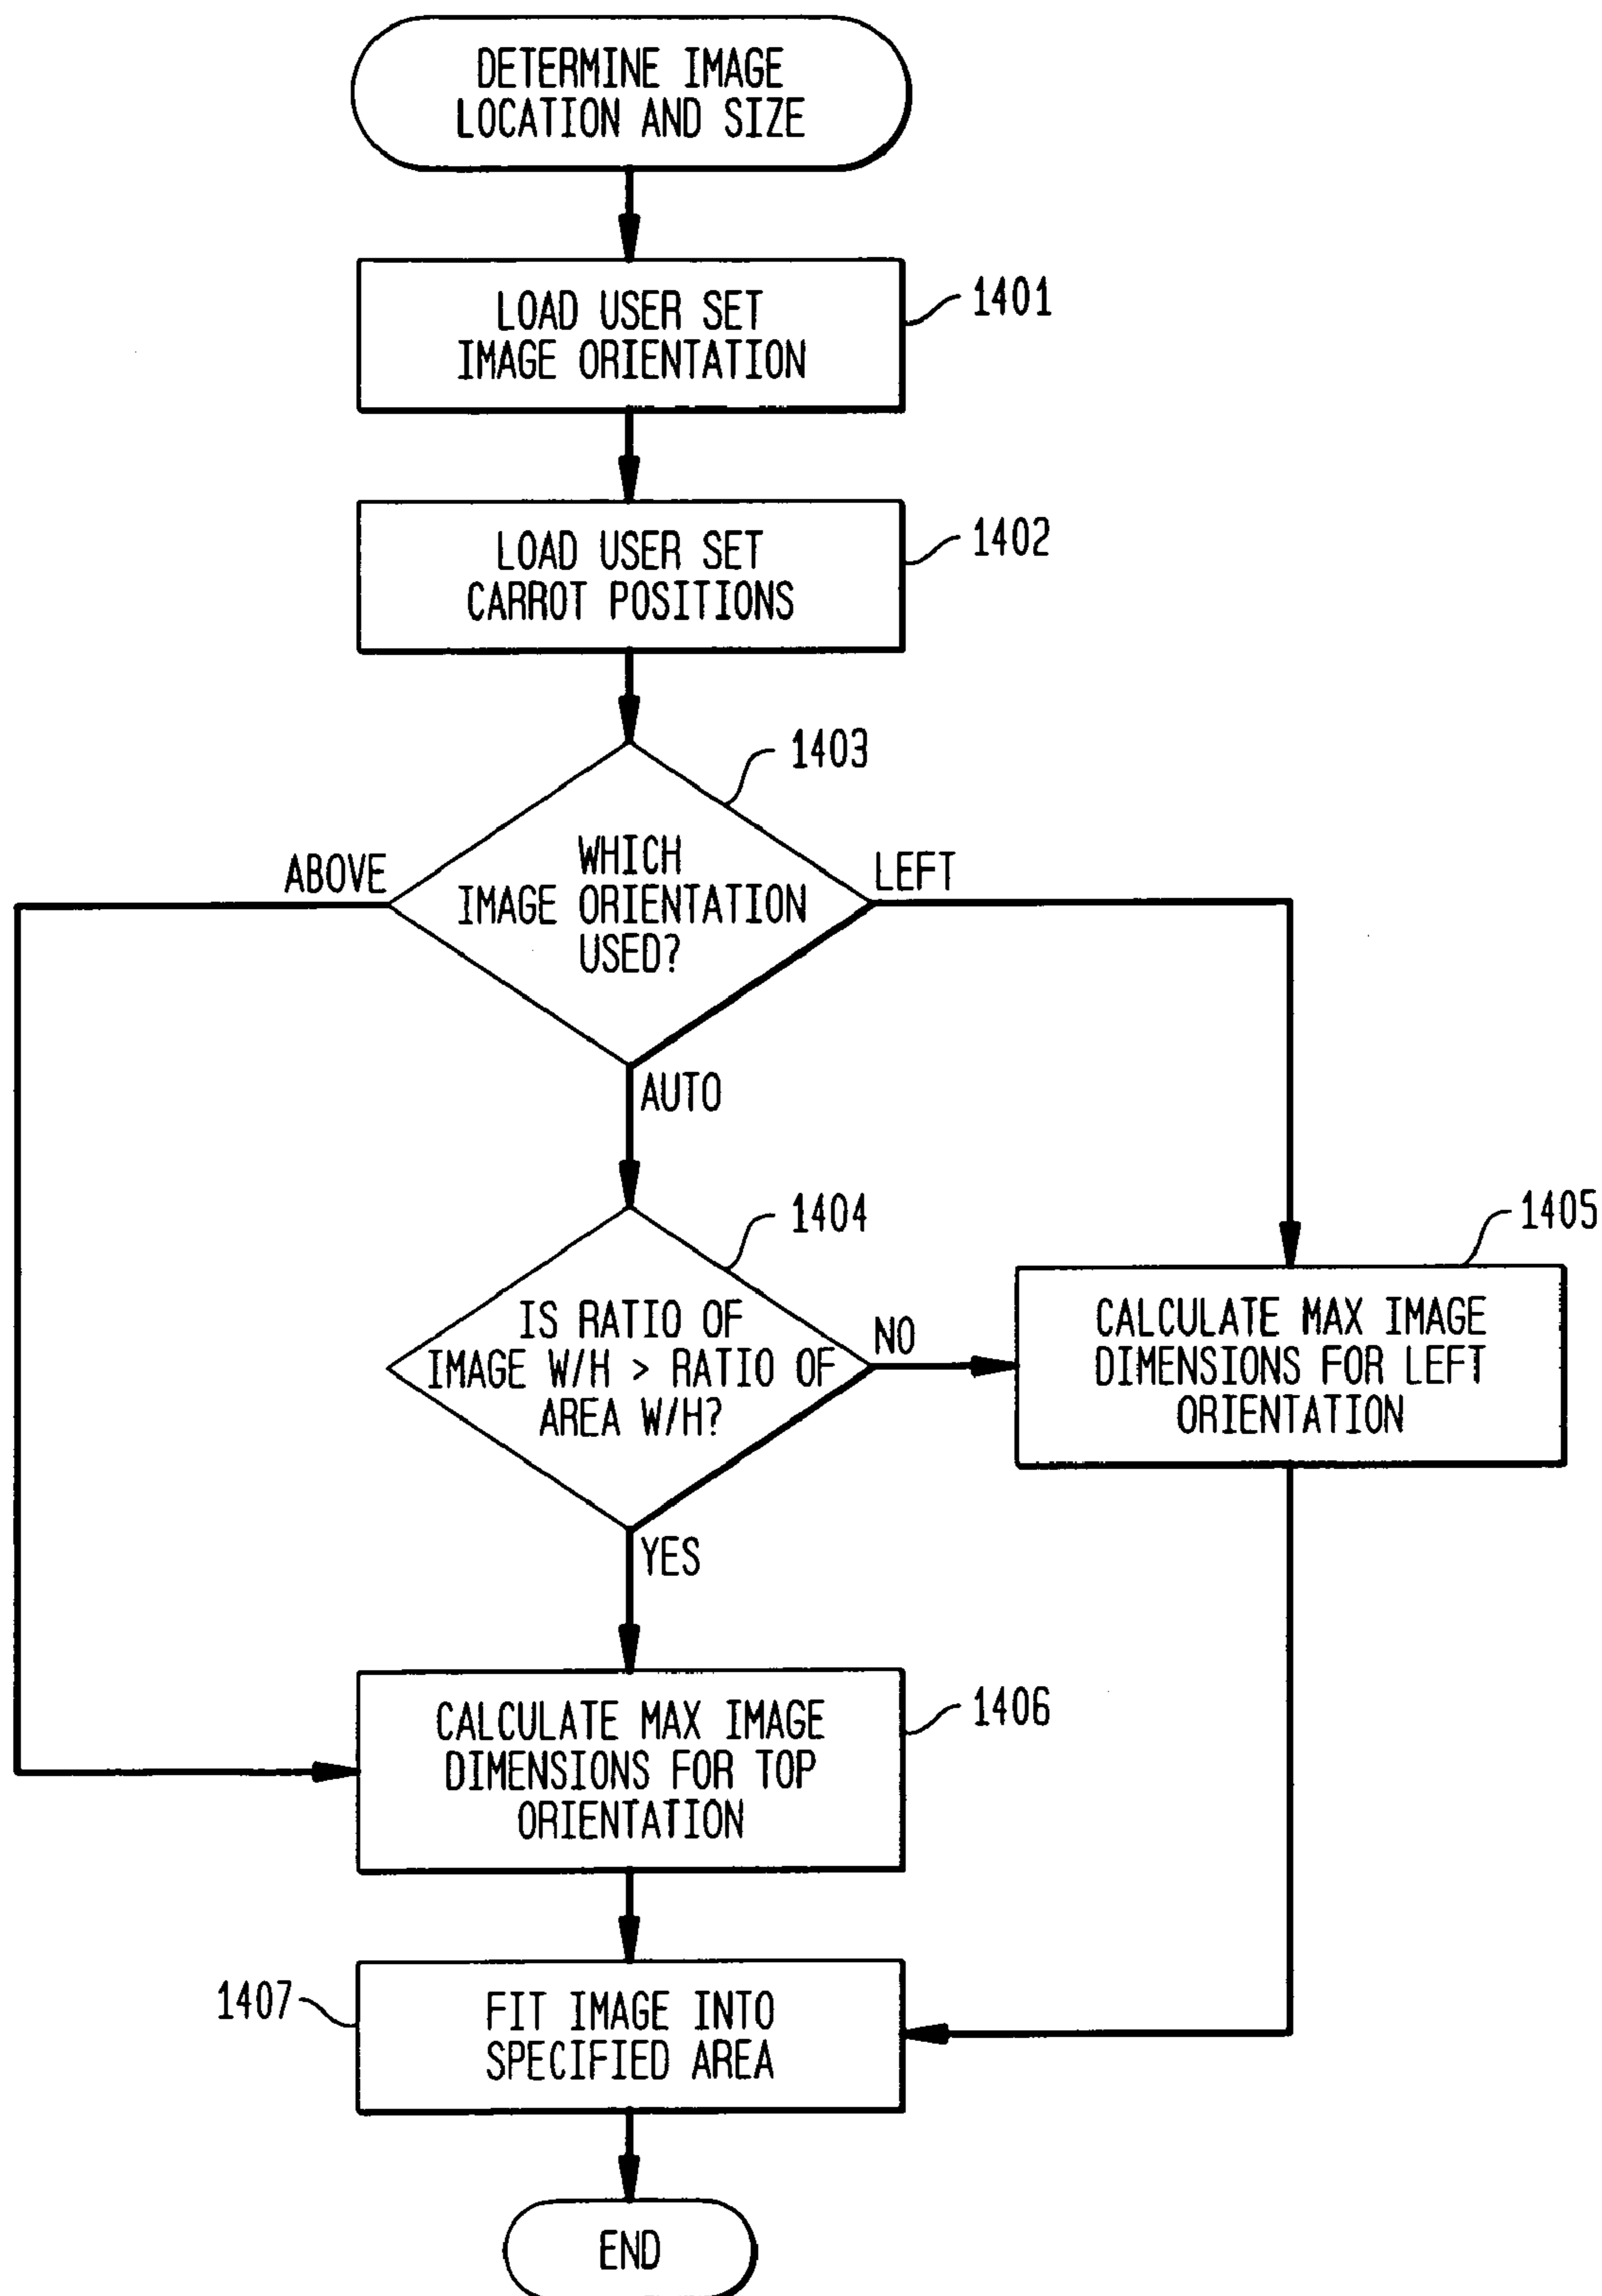 DETERMINE IMAGE
LOCATION AND SIZE
LOAD USER SET
IMAGE ORIENTATION
1401
LOAD USER SET
CARROT POSITIONS
1402
1403
WHICH
IMAGE ORIENTATION
USED?
ABOVE
LEFT
AUTO
1404
IS RATIO OF
IMAGE W/H > RATIO OF
AREA W/H?
NO
YES
1405
CALCULATE MAX IMAGE
DIMENSIONS FOR LEFT
ORIENTATION
CALCULATE MAX IMAGE
DIMENSIONS FOR TOP
ORIENTATION
1406
1407
FIT IMAGE INTO
SPECIFIED AREA
END